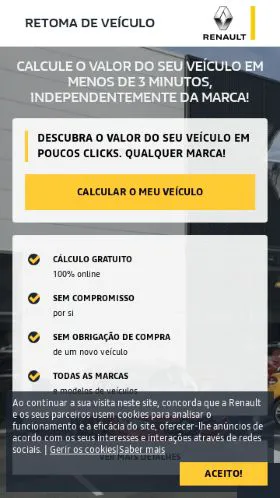 RETOMA DE VEÍCULO
RENAULT
CALCULE O VALOR DO SEU VEÍCULO EM
MENOS DE 3 MINUTOS,
INDEPENDENTEMENTE DA MARCA!
DESCUBRA O VALOR DO SEU VEÍCULO EM
POUCOS CLICKS. QUALQUER MARCA!
CALCULAR O MEU VEÍCULO
CÁLCULO GRATUITO
100% online
SEM COMPROMISSO
por si
SEM OBRIGAÇÃO DE COMPRA
de um novo veículo
TODAS AS MARCAS
e modelos de veículos
Ao continuar a sua visita neste site, concorda que a Renault
e os seus parceiros usem cookies para analisar o
funcionamento e a eficácia do site, oferecer-lhe anúncios de
acordo com os seus interesses e interações através de redes
sociais. | Gerir os cookies|Saber mais
VER MAIS DETALHES
ACEITO!